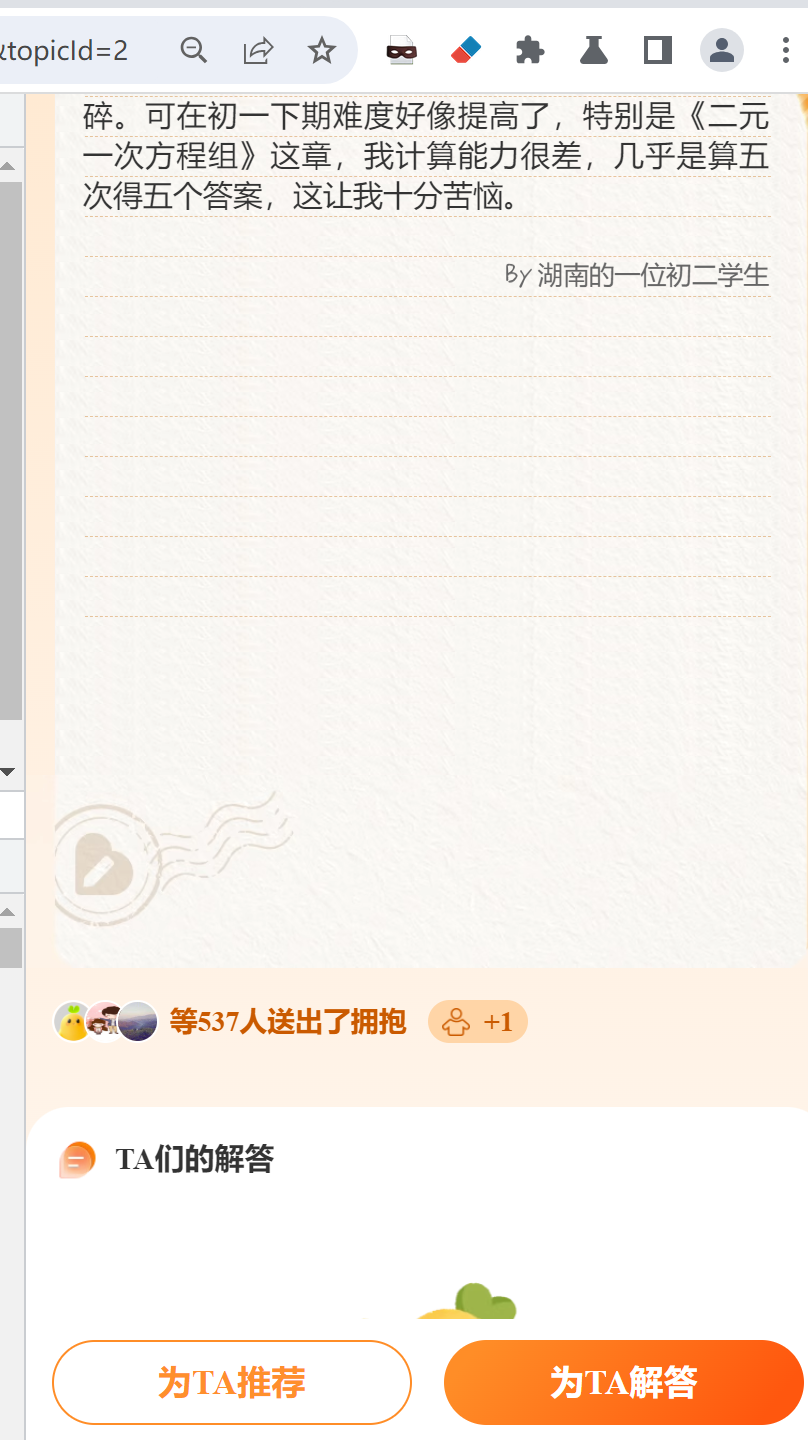 &topicId=2
碎。可在初一下期难度好像提高了，特别是《二元
一次方程组》这章，我计算能力很差，几乎是算五
次得五个答案，这让我十分苦恼。
By 湖南的一位初二学生
等537人送出了拥抱
+1
TA们的解答
为TA推荐
为TA解答